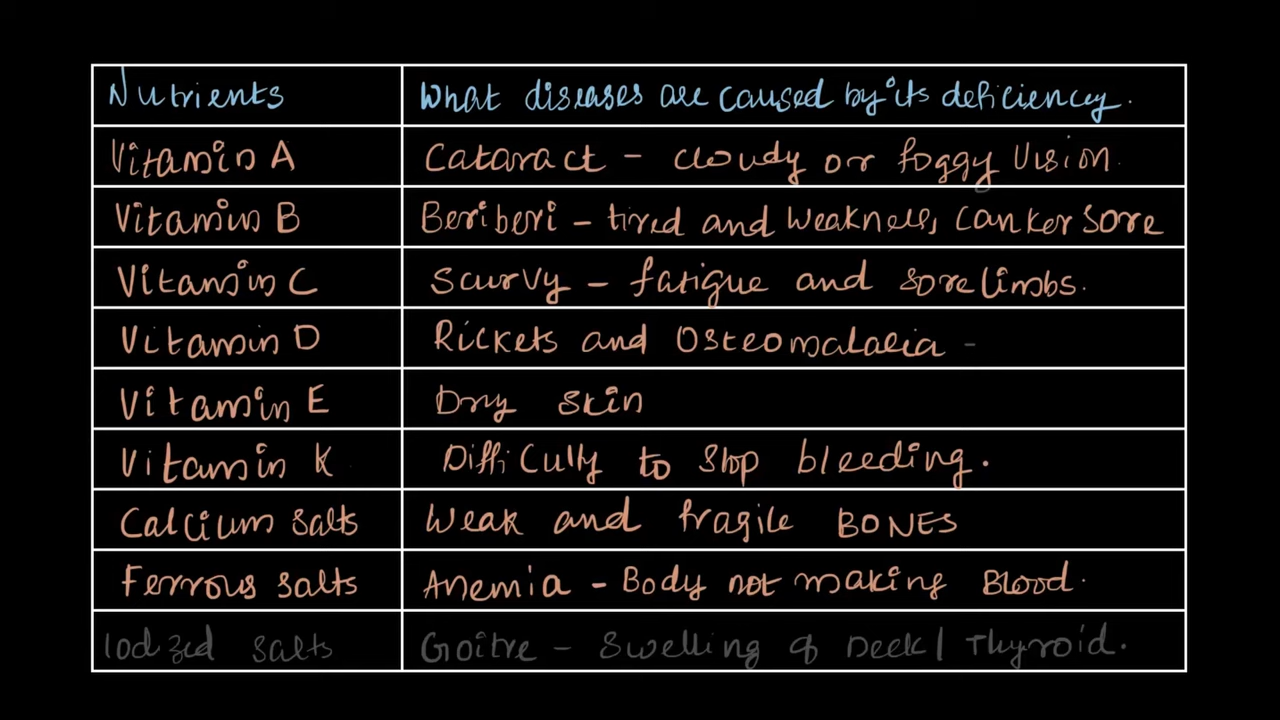 Nutrients What diseases are caused by its deficiency.
Vitamin A Cataract - cloudy or foggy Vision.
Vitamin B Beriberi - tired and weakness, canker sore
Vitamin C Scurvy - fatigue and sore limbs.
Vitamin D Rickets and Osteomalacia -
Vitamin E Dry skin
Vitamin K Difficully to stop bleeding.
Calcium salts Weak and fragile BONES
Ferrous salts Anemia - Body not making Blood.
Iodized salts Goitre - Swelling of / Thyroid.